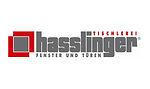 TISCHLEREI
hasslinger®
FENSTER UND TÜREN